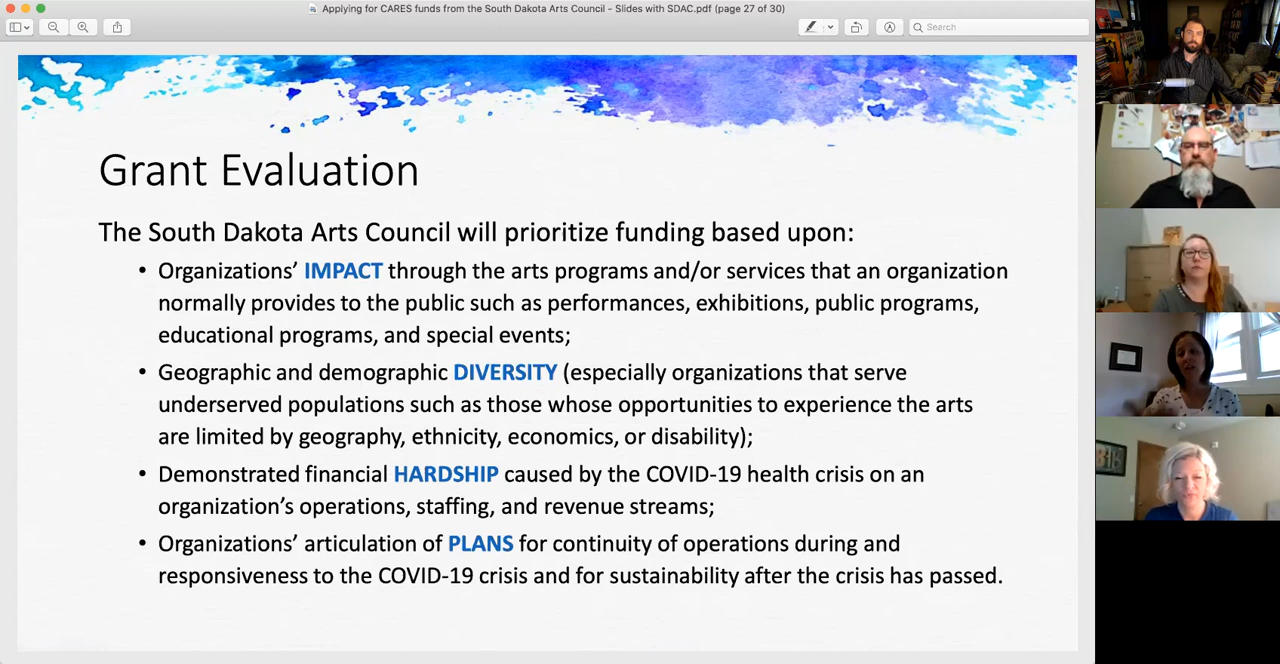 Applying for CARES funds from the South Dakota Arts Council - Slides with SDAC.pdf (page 27 of 30)
Search
Grant Evaluation
The South Dakota Arts Council will prioritize funding based upon:
• Organizations’ IMPACT through the arts programs and/or services that an organization
normally provides to the public such as performances, exhibitions, public programs,
educational programs, and special events;
• Geographic and demographic DIVERSITY (especially organizations that serve
underserved populations such as those whose opportunities to experience the arts
are limited by geography, ethnicity, economics, or disability);
• Demonstrated financial HARDSHIP caused by the COVID-19 health crisis on an
organization’s operations, staffing, and revenue streams;
• Organizations’ articulation of PLANS for continuity of operations during and
responsiveness to the COVID-19 crisis and for sustainability after the crisis has passed.